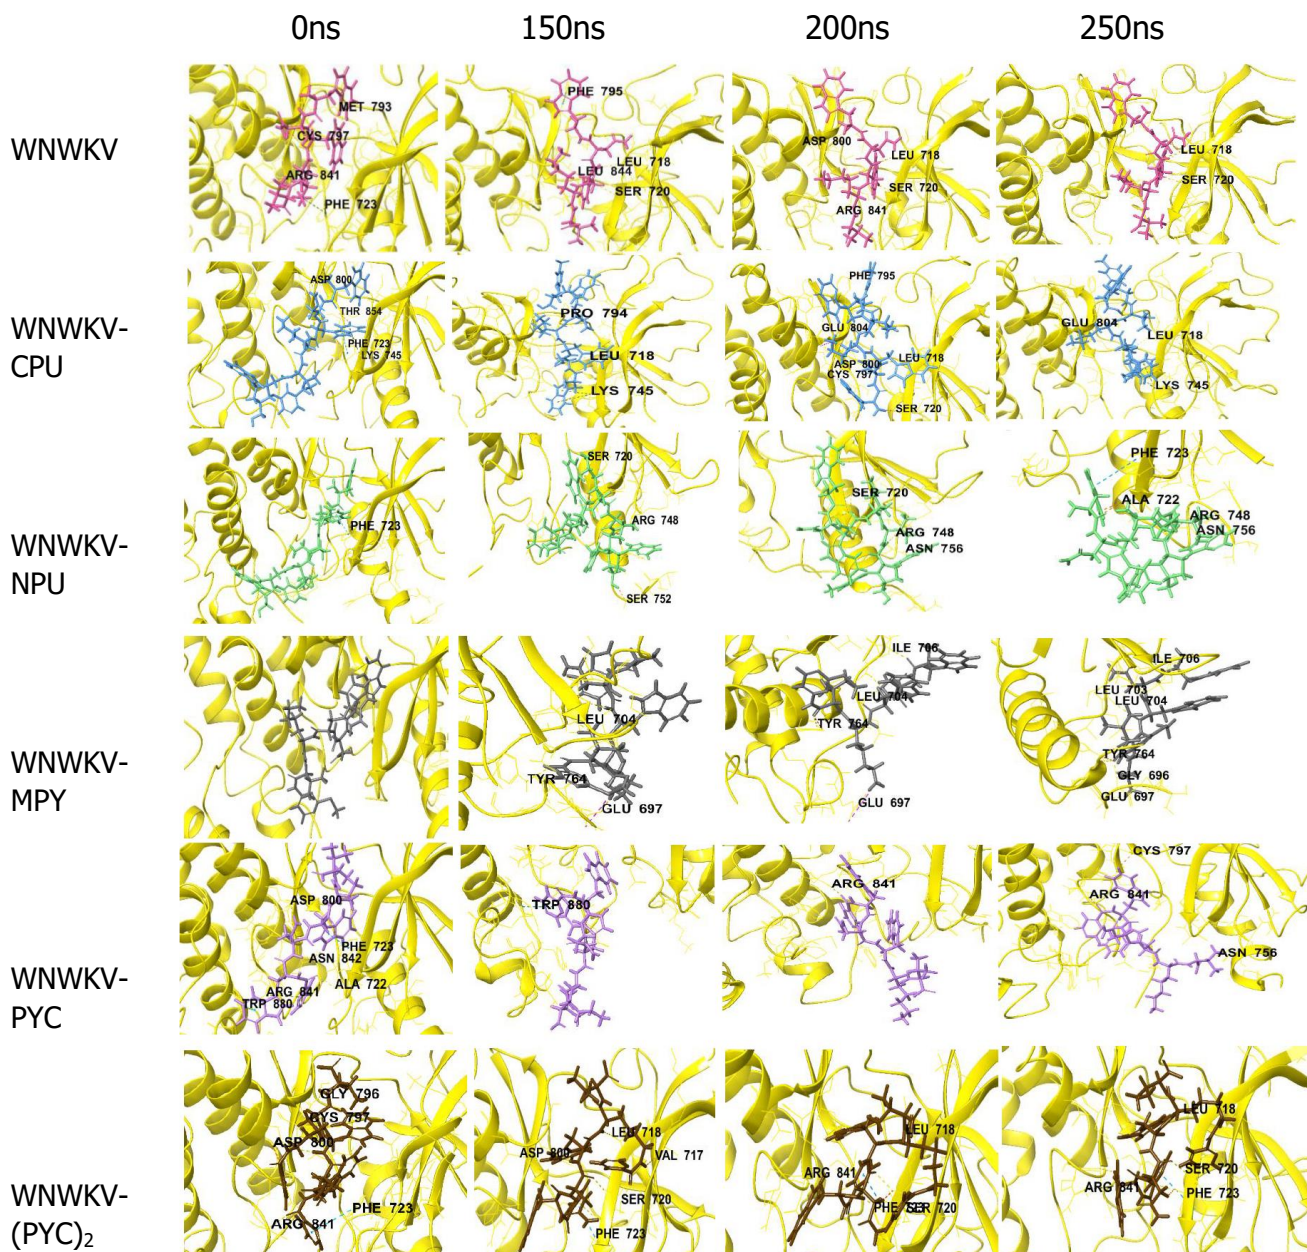 0ns 150ns 200ns 250ns
WNWKV
MET 793
CYS 797
ARG 841
PHE 723
PHE 795
LEU 718
LEU 844
SER 720
ASP 800
LEU 718
SER 720
ARG 841
LEU 718
SER 720
WNWKV-
CPU
ASP 800
THR 854
PHE 723
LYS 745
PRO 794
LEU 718
LYS 745
PHE 795
GLU 804
LEU 718
ASP 800
CYS 797
SER 720
GLU 804
LEU 718
LYS 745
WNWKV-
NPU
PHE 723
SER 720
ARG 748
SER 752
SER 720
ARG 748
ASN 756
PHE 723
ALA 722
ARG 748
ASN 756
WNWKV-
MPY
LEU 704
TYR 764
GLU 697
ILE 706
LEU 704
TYR 764
GLU 697
ILE 706
LEU 703
LEU 704
TYR 764
GLY 696
GLU 697
WNWKV-
PYC
ASP 800
PHE 723
ASN 842
ALA 722
ARG 841
TRP 880
TRP 880
ARG 841
CYS 797
ARG 841
ASN 756
WNWKV-
(PYC)2
GLY 796
CYS 797
ASP 800
PHE 723
ARG 841
LEU 718
ASP 800
VAL 717
SER 720
PHE 723
LEU 718
ARG 841
PHE 723
SER 720
LEU 718
SER 720
ARG 841
PHE 723